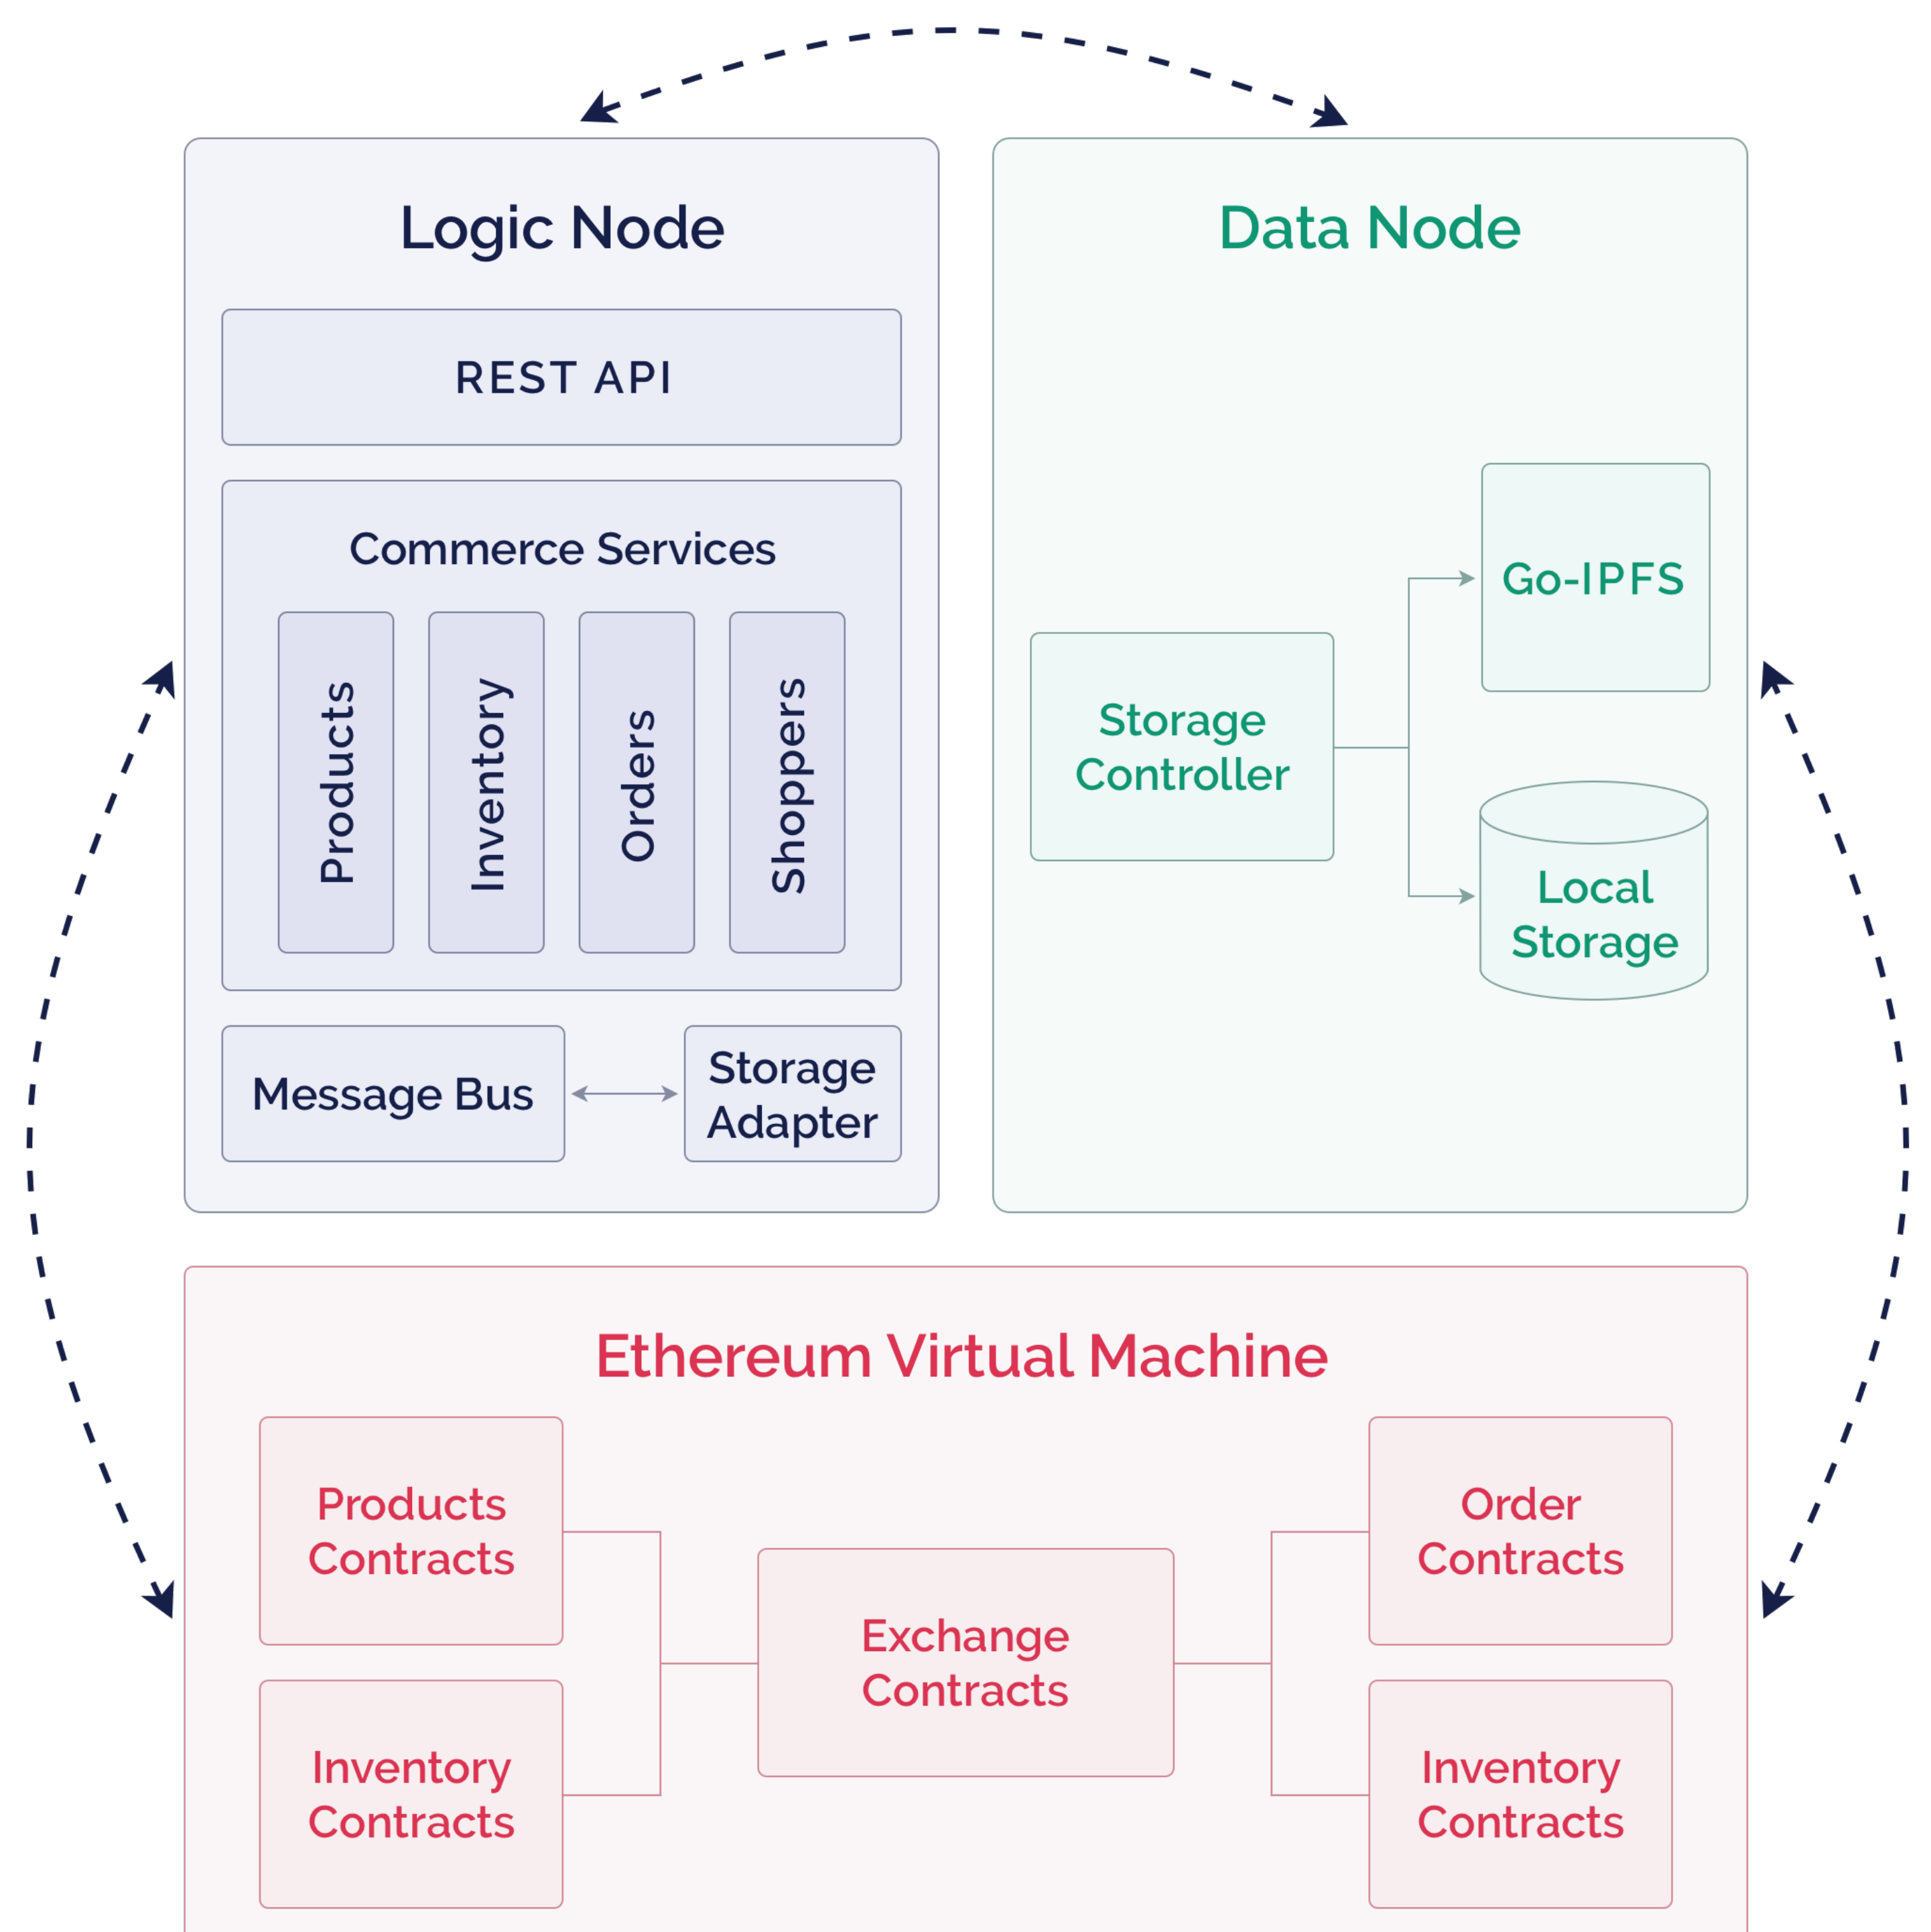 Logic Node
REST API
Commerce Services
Products
Inventory
Orders
Shoppers
Message Bus
Storage
Adapter
Data Node
Storage
Controller
Go-IPFS
Local
Storage
Ethereum Virtual Machine
Products
Contracts
Inventory
Contracts
Exchange
Contracts
Order
Contracts
Inventory
Contracts